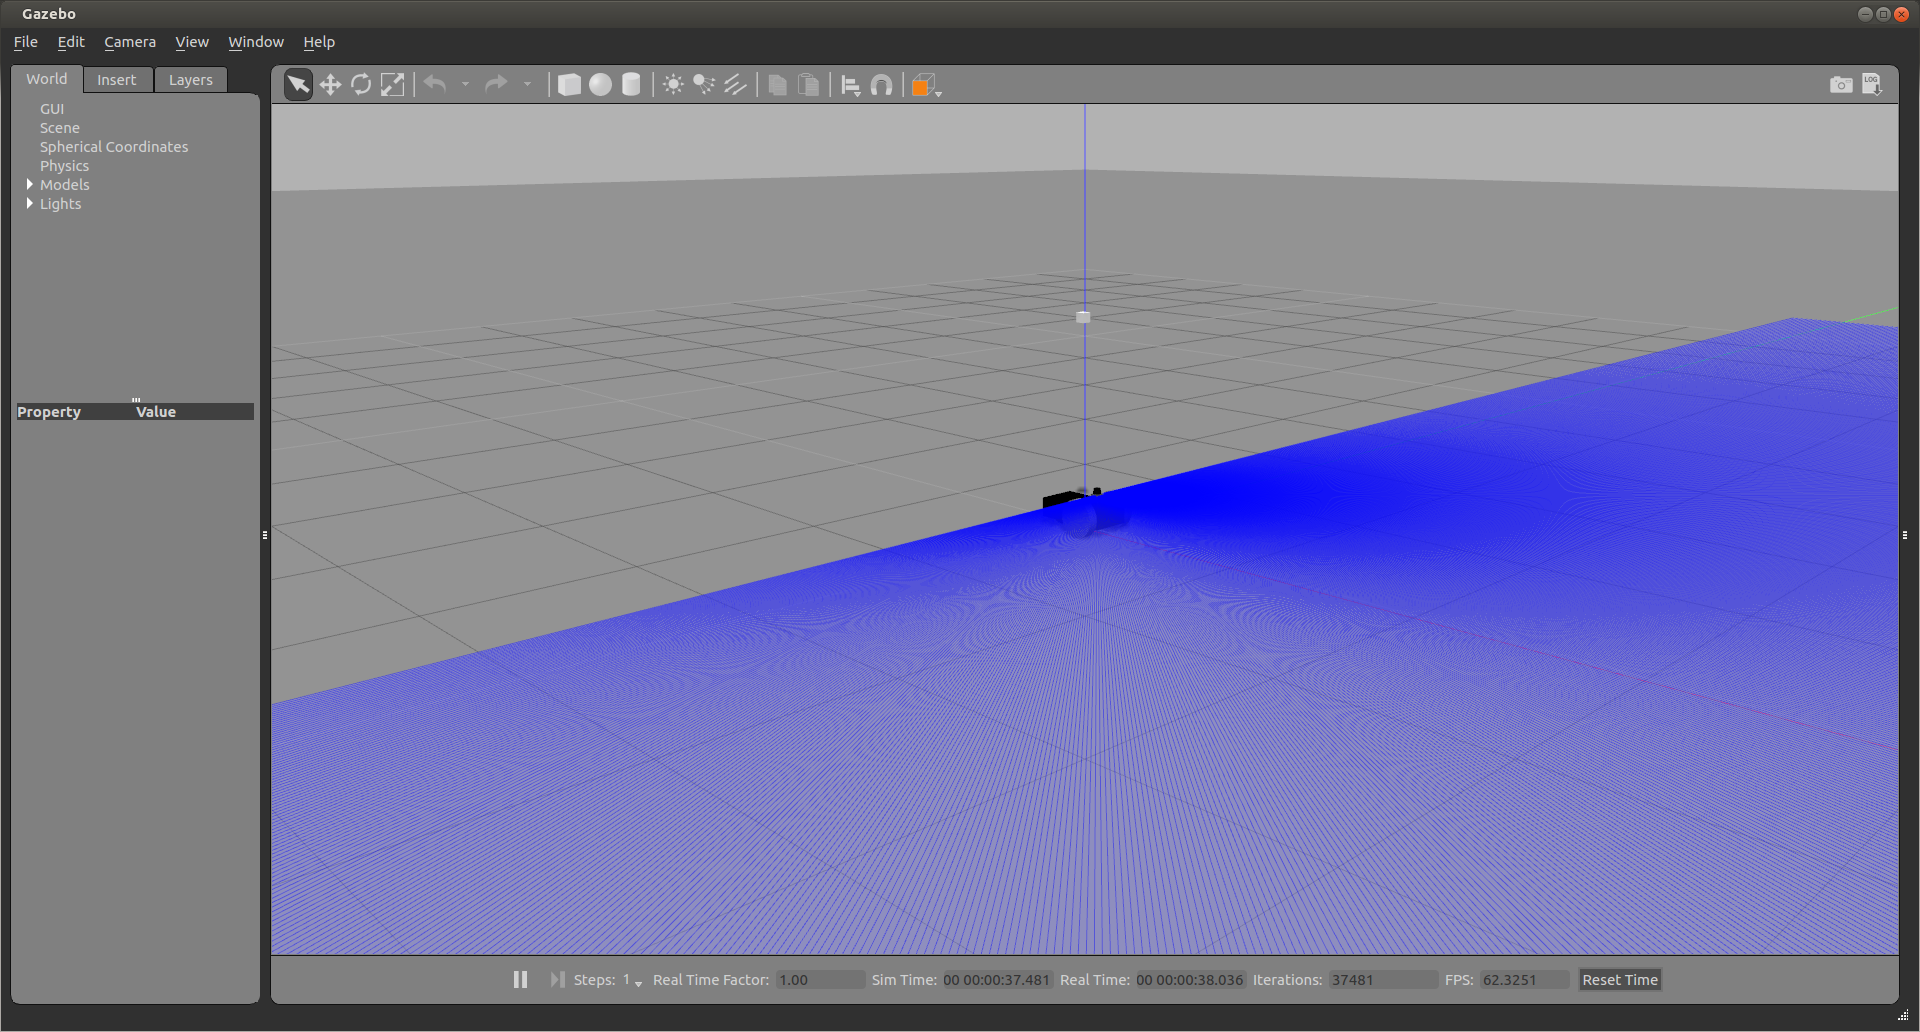 Gazebo
File Edit Camera View Window Help
World Insert Layers
LOG
GUI
Scene
Spherical Coordinates
Physics
Models
Lights
Property Value
Steps: 1 Real Time Factor: 1.00 Sim Time: 00 00:00:37.481 Real Time: 00 00:00:38.036 Iterations: 37481 FPS: 62.3251 Reset Time